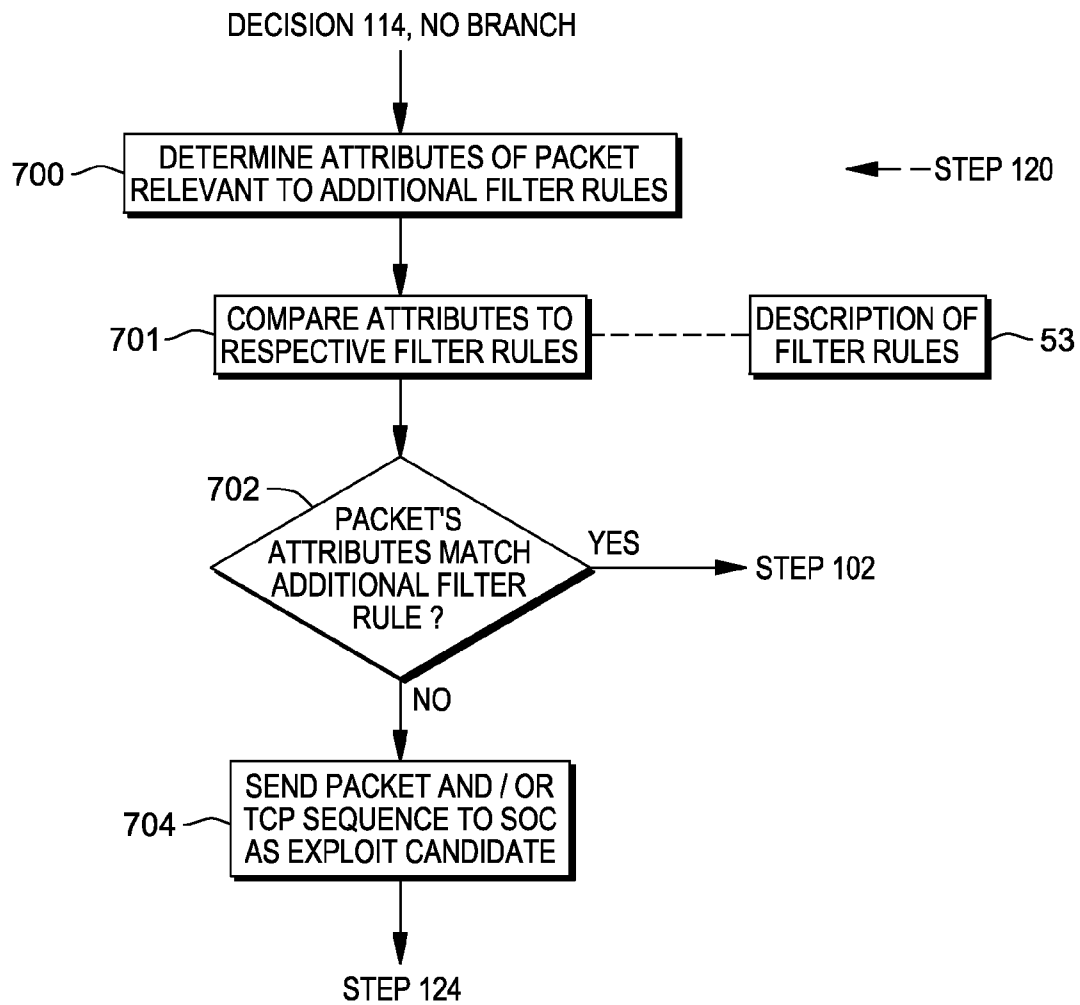 DECISION 114, NO BRANCH
700
DETERMINE ATTRIBUTES OF PACKET
RELEVANT TO ADDITIONAL FILTER RULES
STEP 120
701
COMPARE ATTRIBUTES TO
RESPECTIVE FILTER RULES
DESCRIPTION OF
FILTER RULES
53
702
PACKET'S
ATTRIBUTES MATCH
ADDITIONAL FILTER
RULE ?
YES
STEP 102
NO
704
SEND PACKET AND / OR
TCP SEQUENCE TO SOC
AS EXPLOIT CANDIDATE
STEP 124